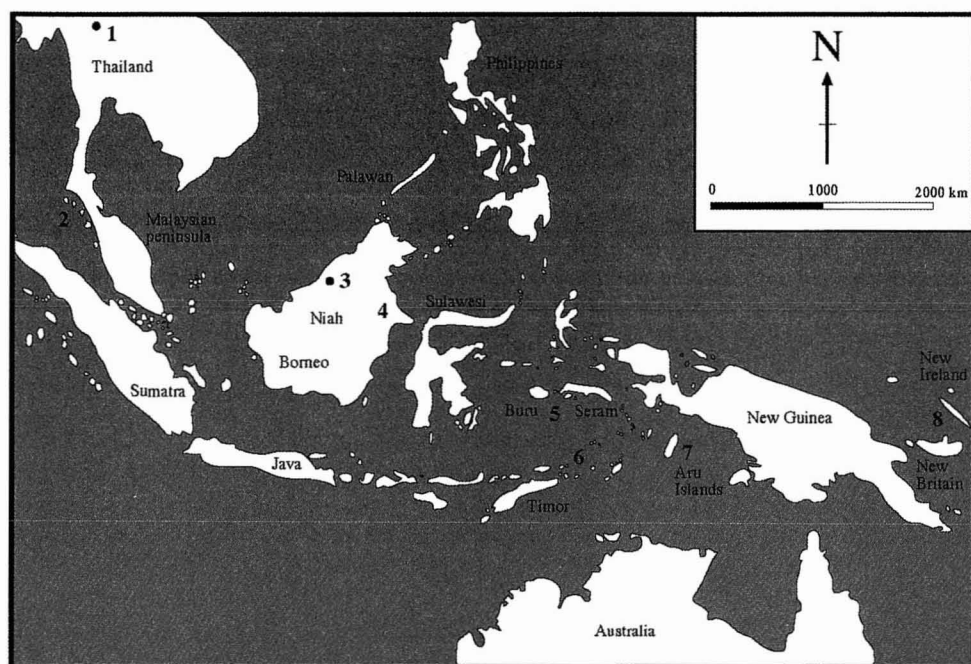 1
Thailand
Philippines
N
0 1000 2000 km
Palawan
2
Malaysian
peninsula
3
Niah
4
Sulawesi
Borneo
Sumatra
New
Ireland
Buru
5
Seram
New Guinea
8
6
7
Aru
Islands
New
Britain
Java
Timor
Australia